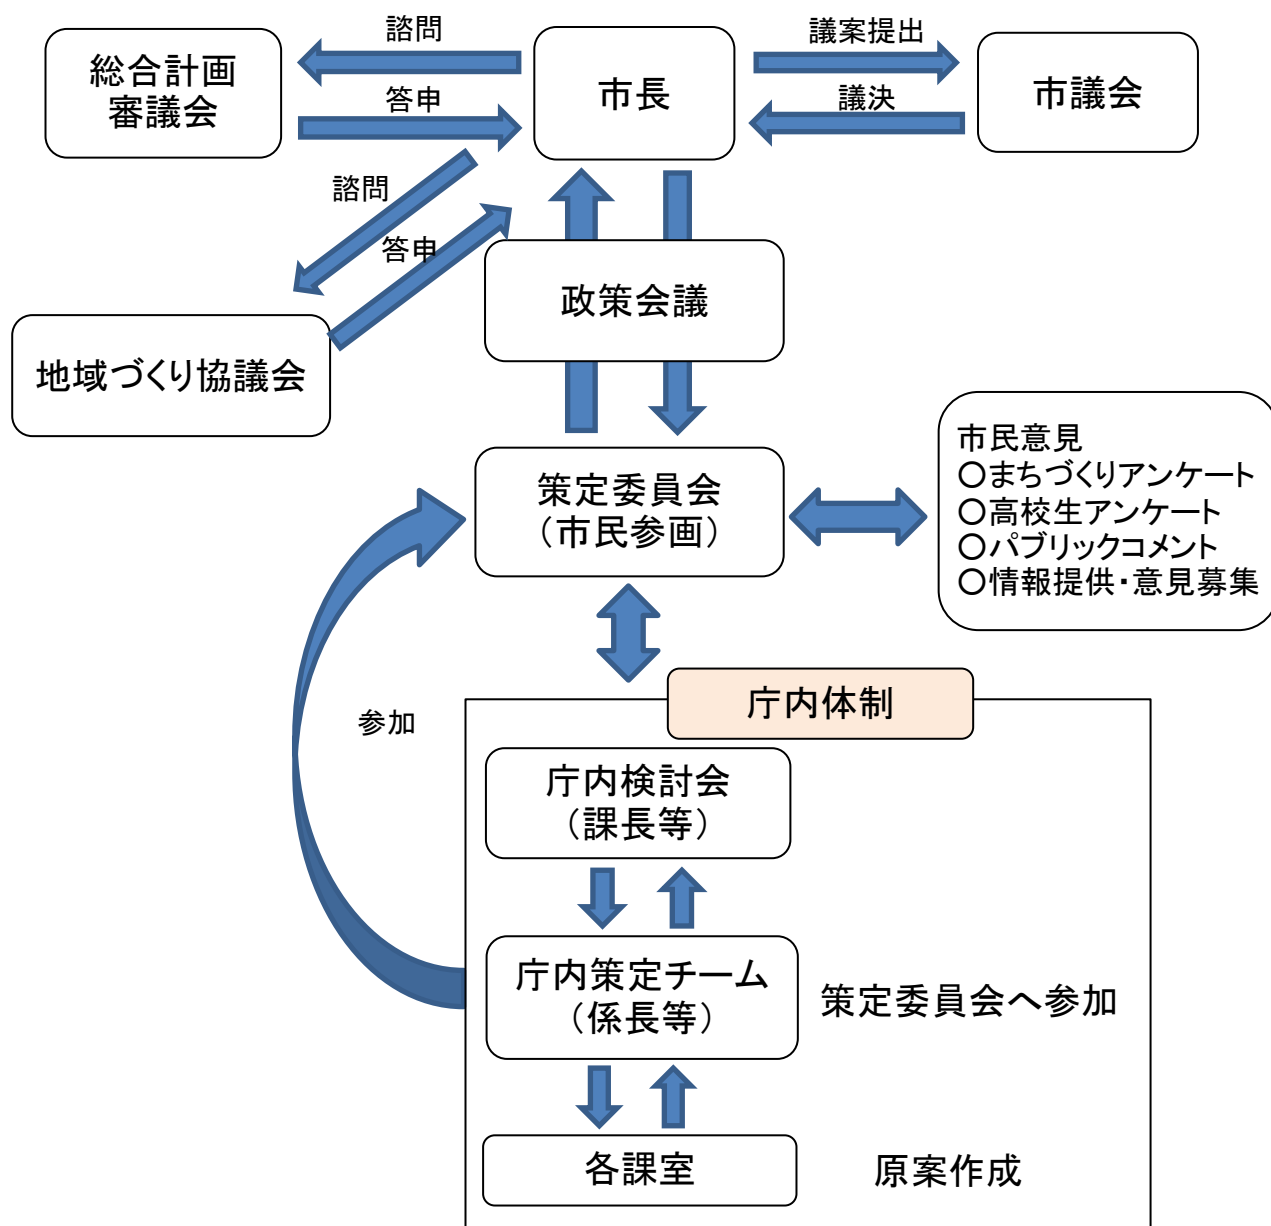 諮問
議案提出
総合計画
審議会
市長
市議会
答申
議決
諮問
答申
政策会議
地域づくり協議会
市民意見
○まちづくりアンケート
○高校生アンケート
○パブリックコメント
○情報提供・意見募集
策定委員会
（市民参画）
庁内体制
参加
庁内検討会
（課長等）
庁内策定チーム
（係長等）
策定委員会へ参加
各課室
原案作成